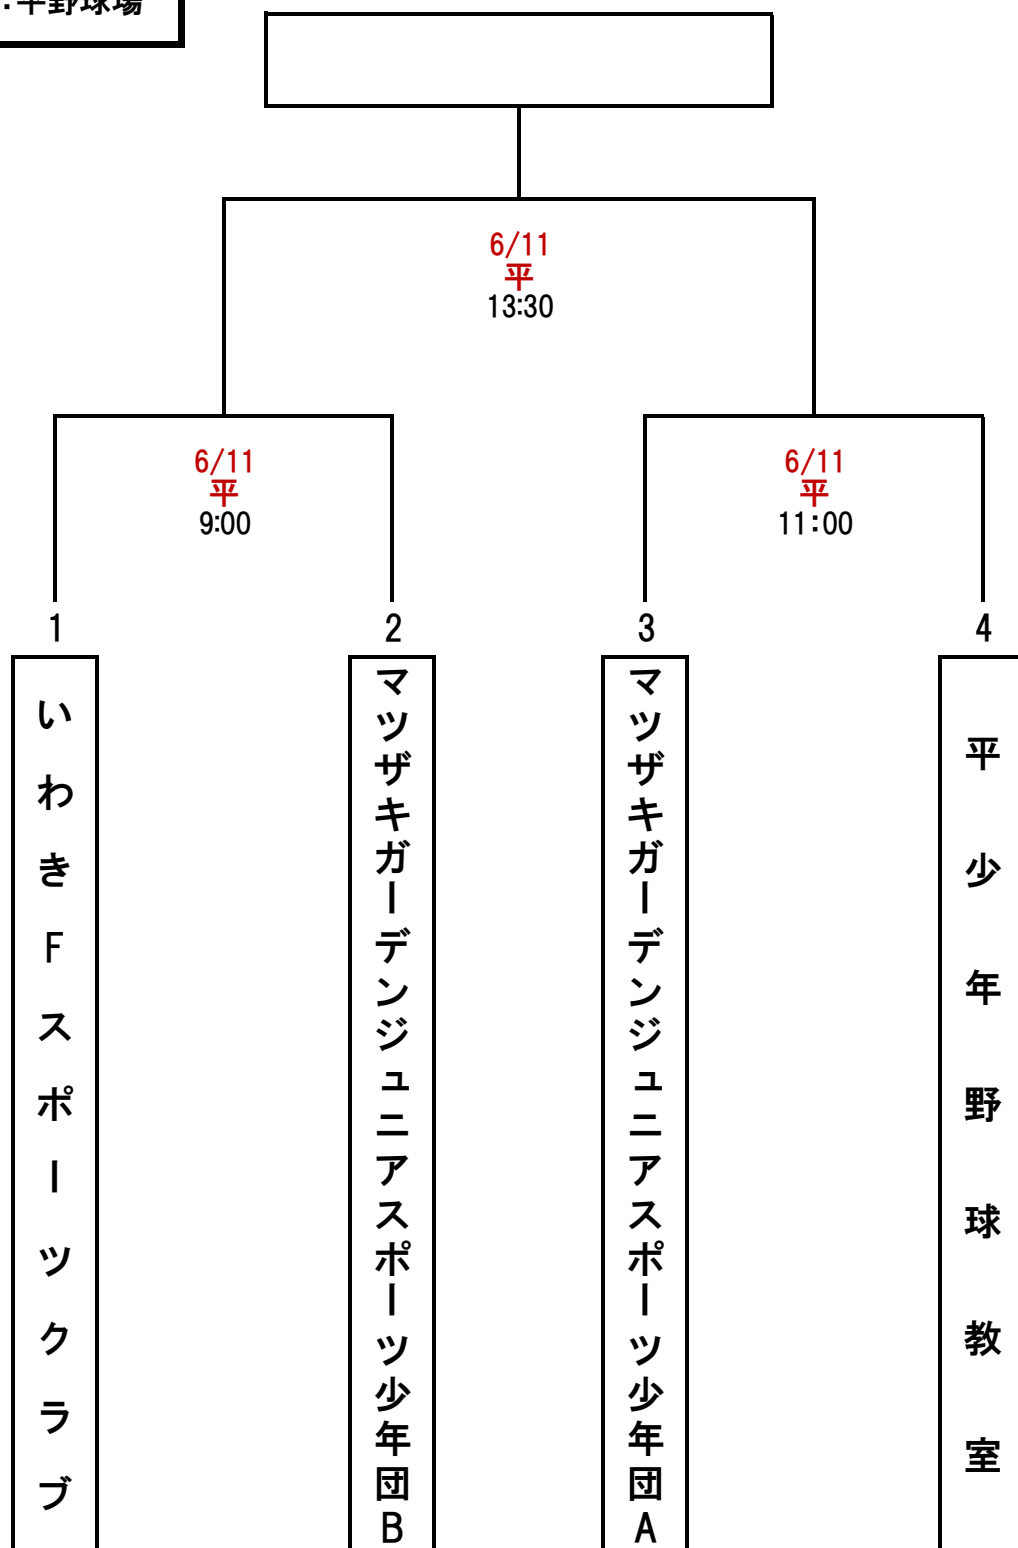 :平野球場
6/11
平
13:30
6/11
平
9:00
6/11
平
11:00
1
2
3
4
いわきFスポーツクラブ
マツザキガーデンジュニアスポーツ少年団B
マツザキガーデンジュニアスポーツ少年団A
平少年野球教室